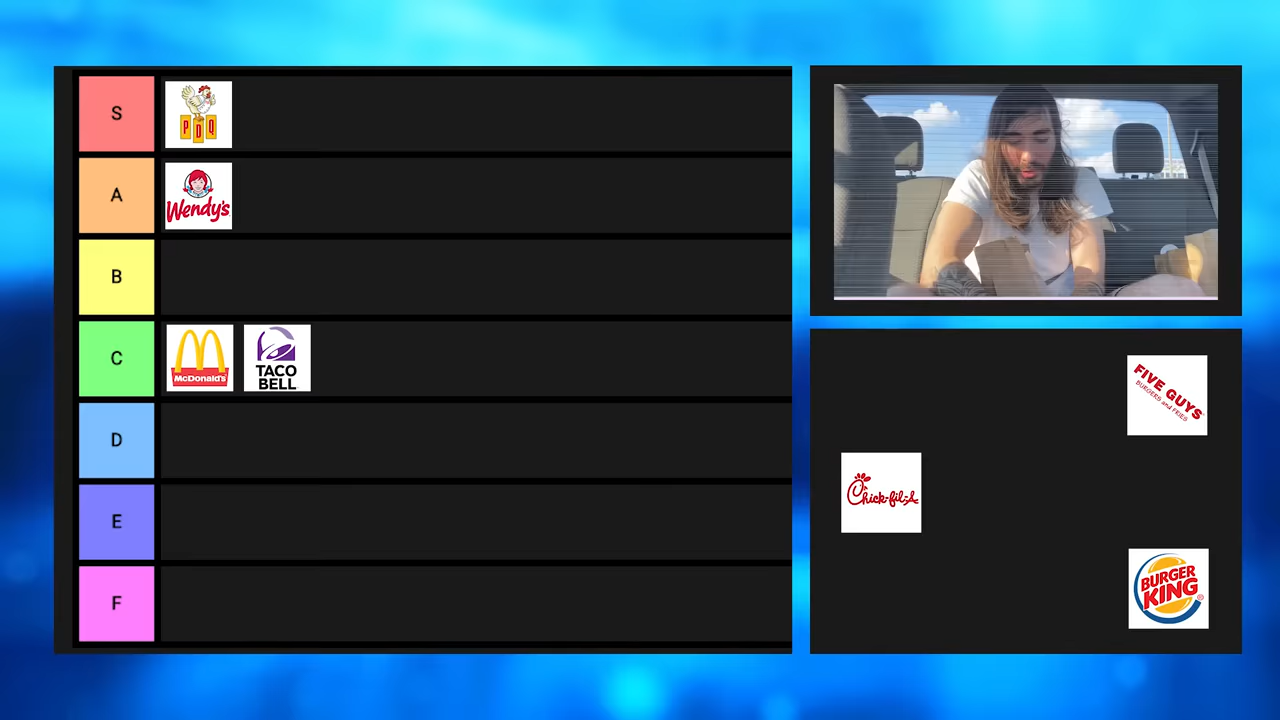 S
PDQ
A
Wendy's
B
C
McDonald's
TACO
BELL
D
E
F
FIVE GUYS
BURGERS and FRIES
Chick-fil-A
BURGER
KING